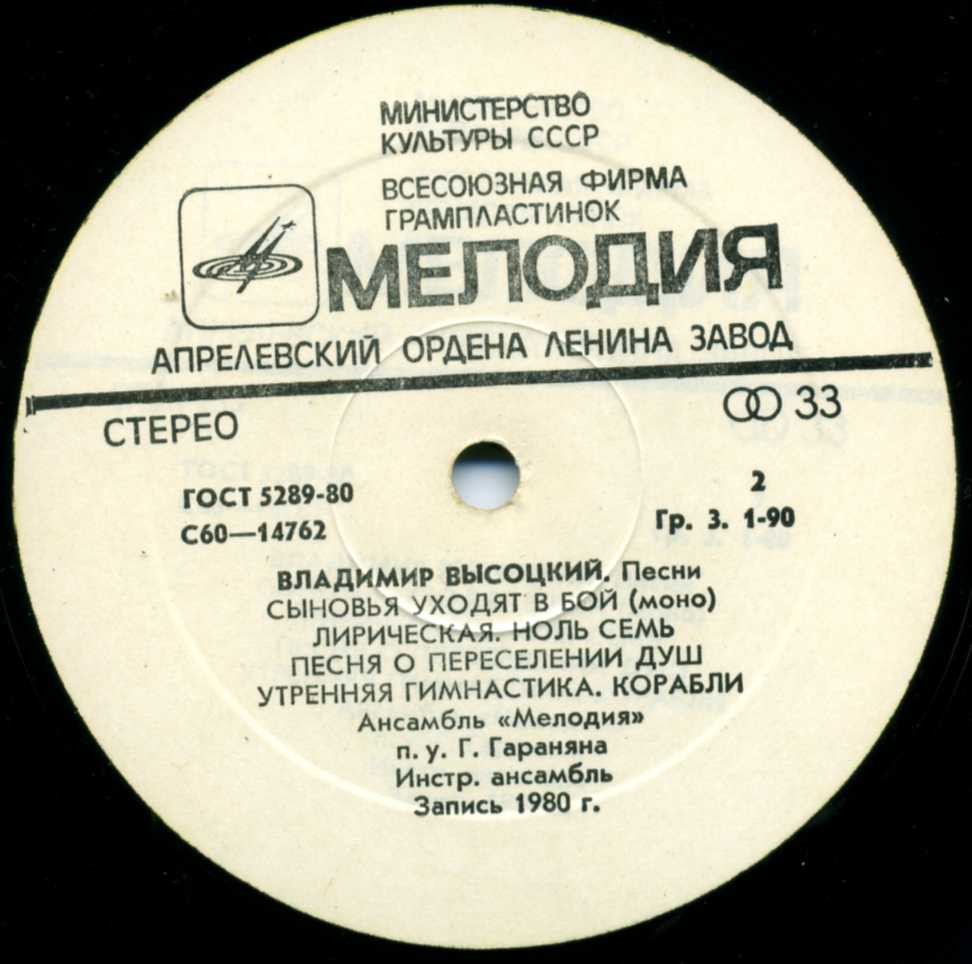 МИНИСТЕРСТВО
КУЛЬТУРЫ СССР
ВСЕСОЮЗНАЯ ФИРМА
ГРАМПЛАСТИНОК
МЕЛОДИЯ
АПРЕЛЕВСКИЙ ОРДЕНА ЛЕНИНА ЗАВОД
СТЕРЕО
33
ГОСТ 5289-80
2
С60—14762
Гр. 3. 1-90
ВЛАДИМИР ВЫСОЦКИЙ. Песни
СЫНОВЬЯ УХОДЯТ В БОЙ (моно)
ЛИРИЧЕСКАЯ. НОЛЬ СЕМЬ
ПЕСНЯ О ПЕРЕСЕЛЕНИИ ДУШ
УТРЕННЯЯ ГИМНАСТИКА. КОРАБЛИ
Ансамбль «Мелодия»
п. у. Г. Гараняна
Инстр. ансамбль
Запись 1980 г.